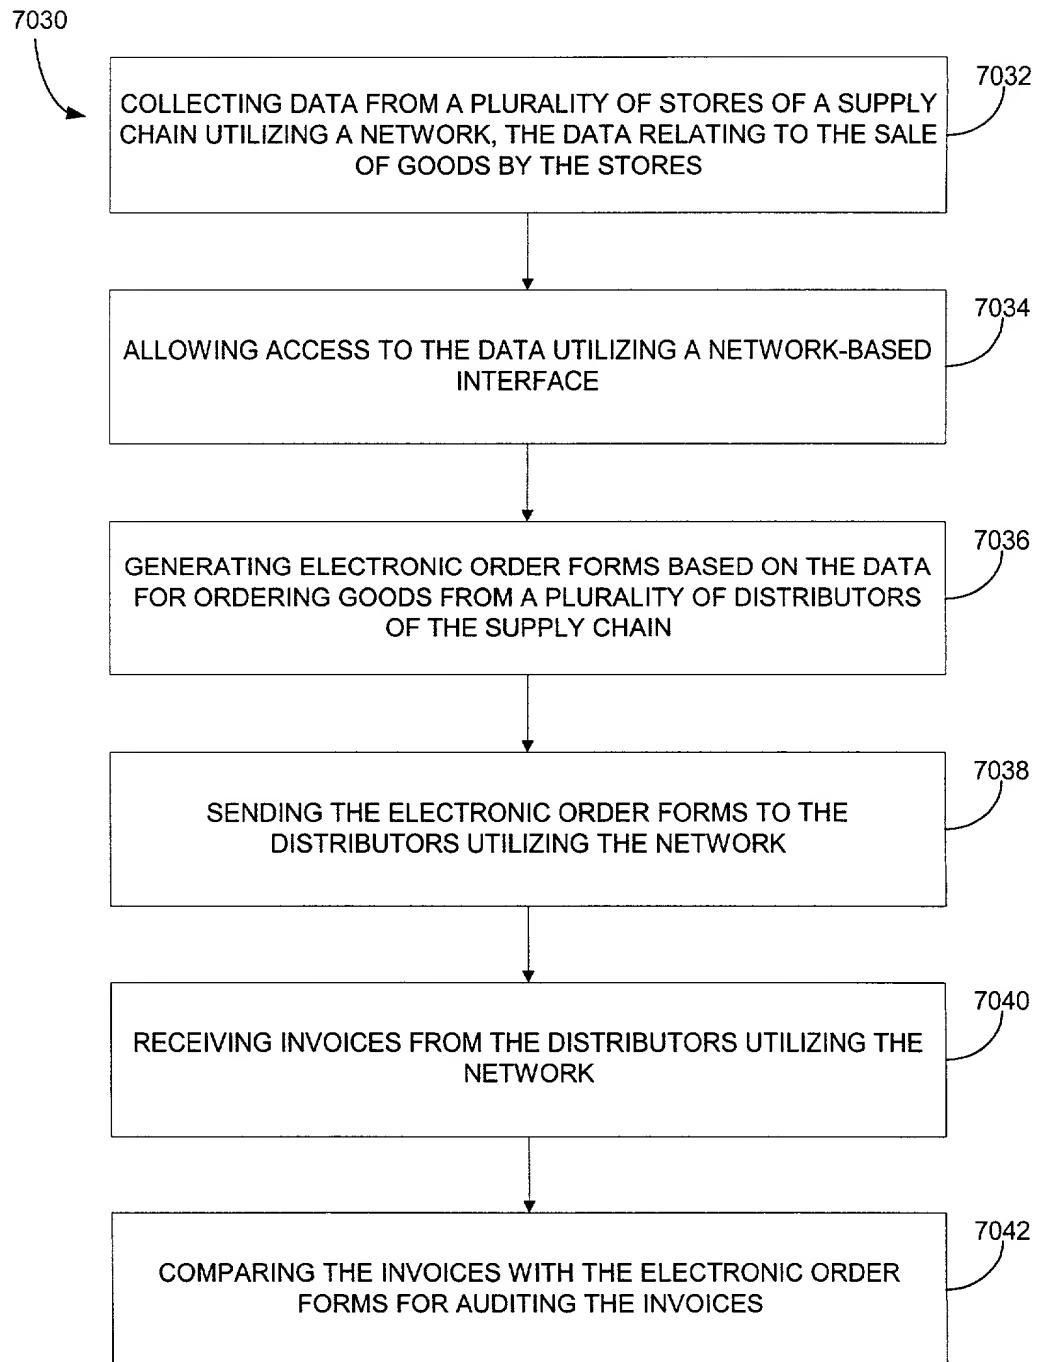 7030
7032
COLLECTING DATA FROM A PLURALITY OF STORES OF A SUPPLY
CHAIN UTILIZING A NETWORK, THE DATA RELATING TO THE SALE
OF GOODS BY THE STORES
7034
ALLOWING ACCESS TO THE DATA UTILIZING A NETWORK-BASED
INTERFACE
7036
GENERATING ELECTRONIC ORDER FORMS BASED ON THE DATA
FOR ORDERING GOODS FROM A PLURALITY OF DISTRIBUTORS
OF THE SUPPLY CHAIN
7038
SENDING THE ELECTRONIC ORDER FORMS TO THE
DISTRIBUTORS UTILIZING THE NETWORK
7040
RECEIVING INVOICES FROM THE DISTRIBUTORS UTILIZING THE
NETWORK
7042
COMPARING THE INVOICES WITH THE ELECTRONIC ORDER
FORMS FOR AUDITING THE INVOICES